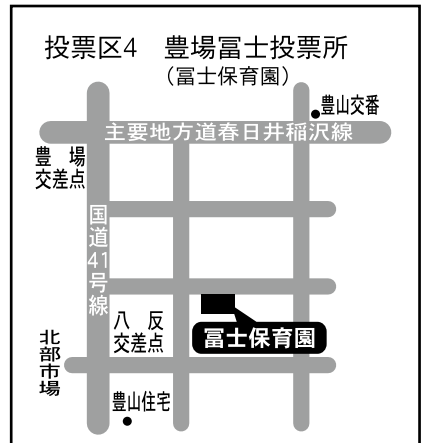 投票区4　豊場冨士投票所
（冨士保育園）
豊山交番
主要地方道春日井稲沢線
豊　場
交差点
国道41号線
八　反
交差点
冨士保育園
北部市場
豊山住宅